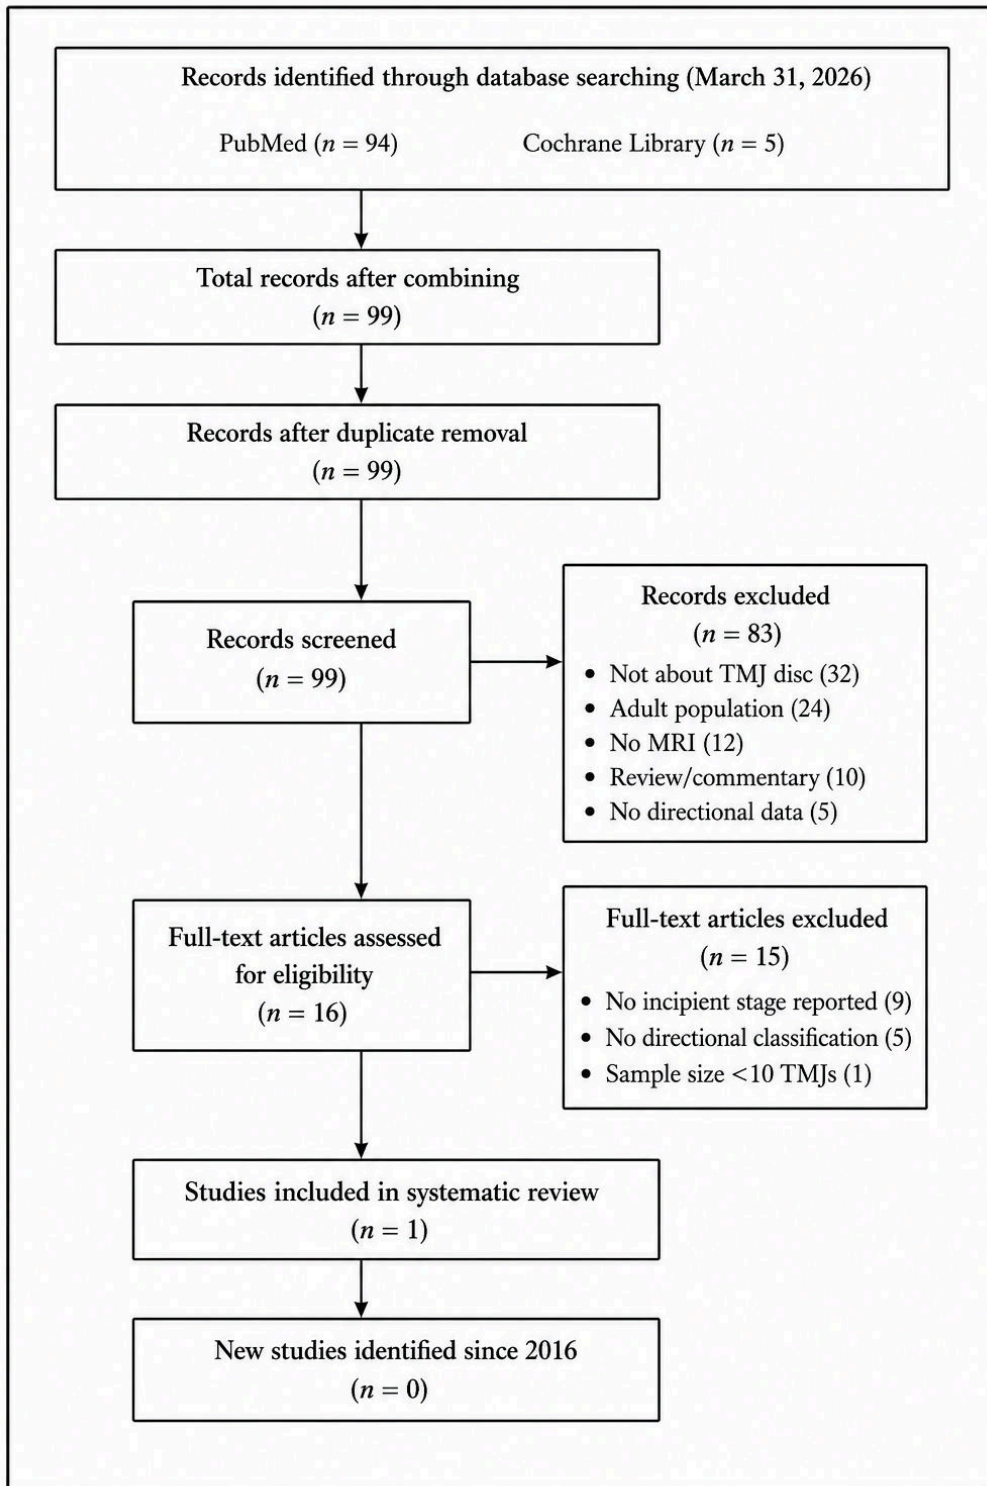 Records identified through database searching (March 31, 2026)
PubMed (n = 94) Cochrane Library (n = 5)
Total records after combining
(n = 99)
Records after duplicate removal
(n = 99)
Records screened
(n = 99)
Records excluded
(n = 83)
• Not about TMJ disc (32)
• Adult population (24)
• No MRI (12)
• Review/commentary (10)
• No directional data (5)
Full-text articles assessed
for eligibility
(n = 16)
Full-text articles excluded
(n = 15)
• No incipient stage reported (9)
• No directional classification (5)
• Sample size <10 TMJs (1)
Studies included in systematic review
(n = 1)
New studies identified since 2016
(n = 0)